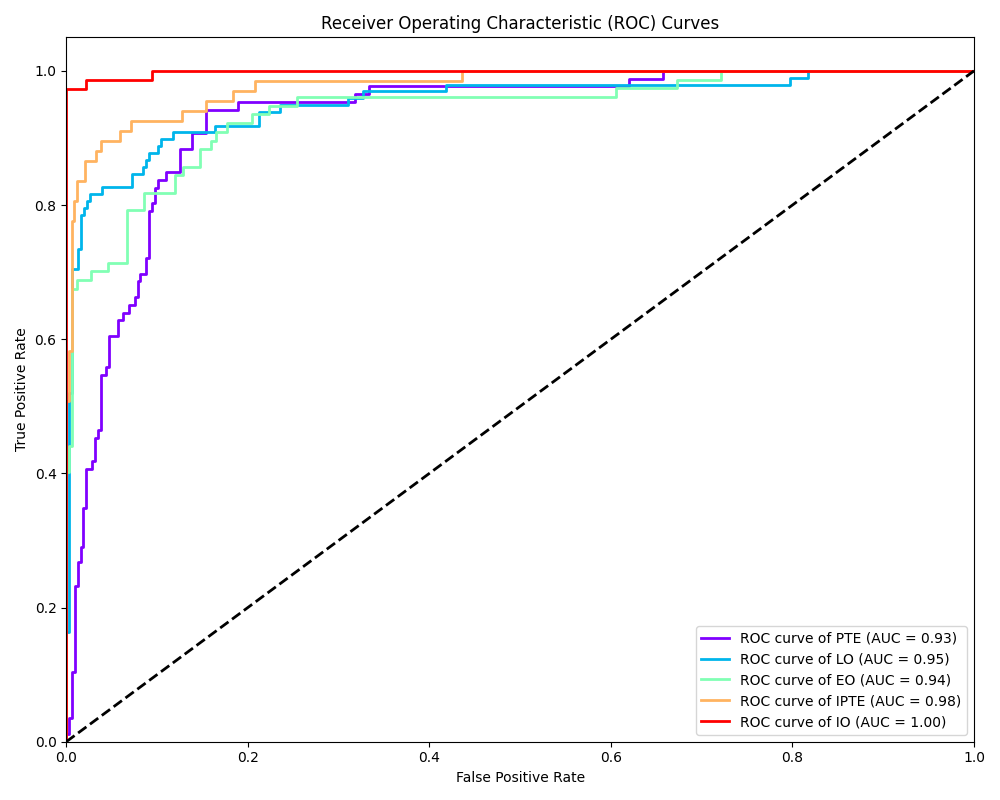 Receiver Operating Characteristic (ROC) Curves
True Positive Rate
1.0
0.8
0.6
0.4
0.2
0.0
0.0 0.2 0.4 0.6 0.8 1.0
False Positive Rate
ROC curve of PTE (AUC = 0.93)
ROC curve of LO (AUC = 0.95)
ROC curve of EO (AUC = 0.94)
ROC curve of IPTE (AUC = 0.98)
ROC curve of IO (AUC = 1.00)